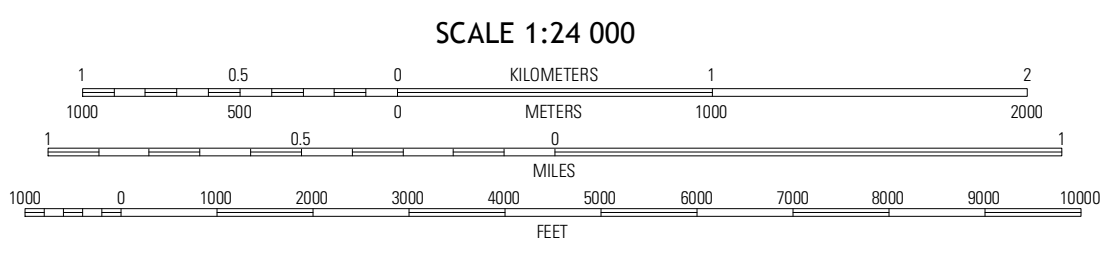 SCALE 1:24 000
1 0.5 0 KILOMETERS 1 2
1000 500 0 METERS 1000 2000
1 0.5 0 1
MILES
1000 0 1000 2000 3000 4000 5000 6000 7000 8000 9000 10000
FEET